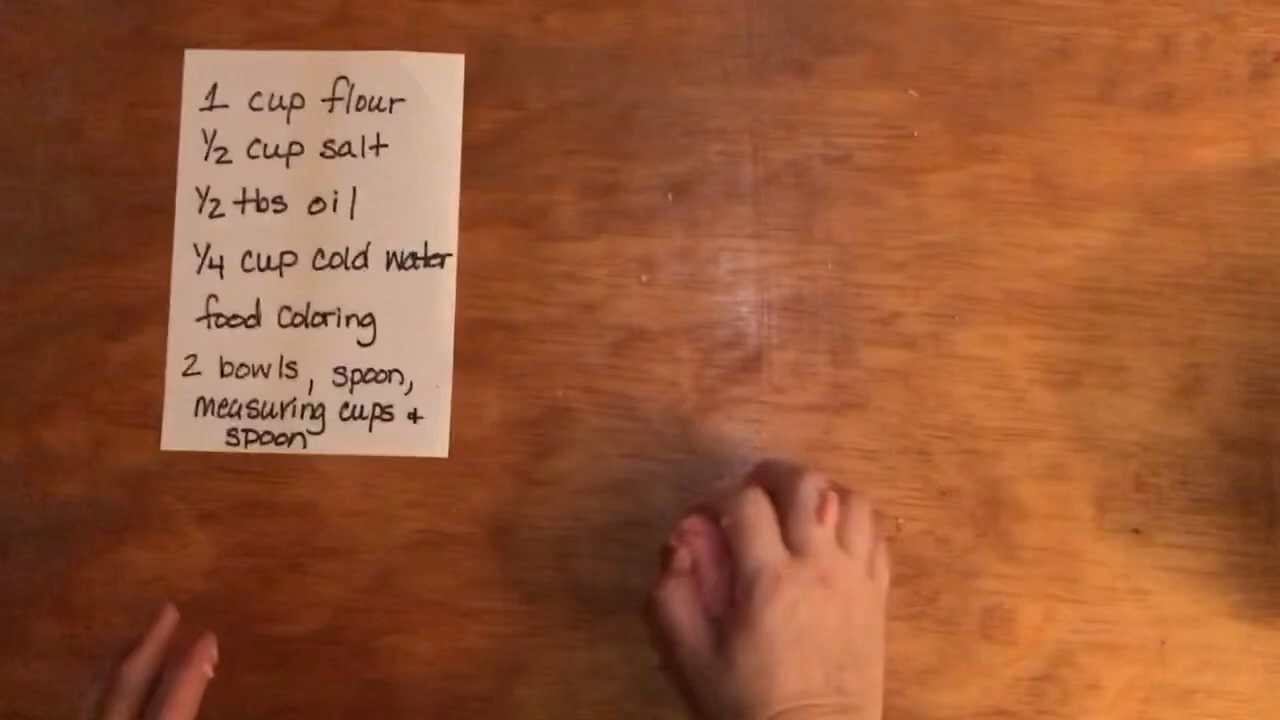 1 cup flour
½ cup salt
½ tbs oil
¼ cup cold water
food coloring
2 bowls, spoon,
measuring cups +
spoon